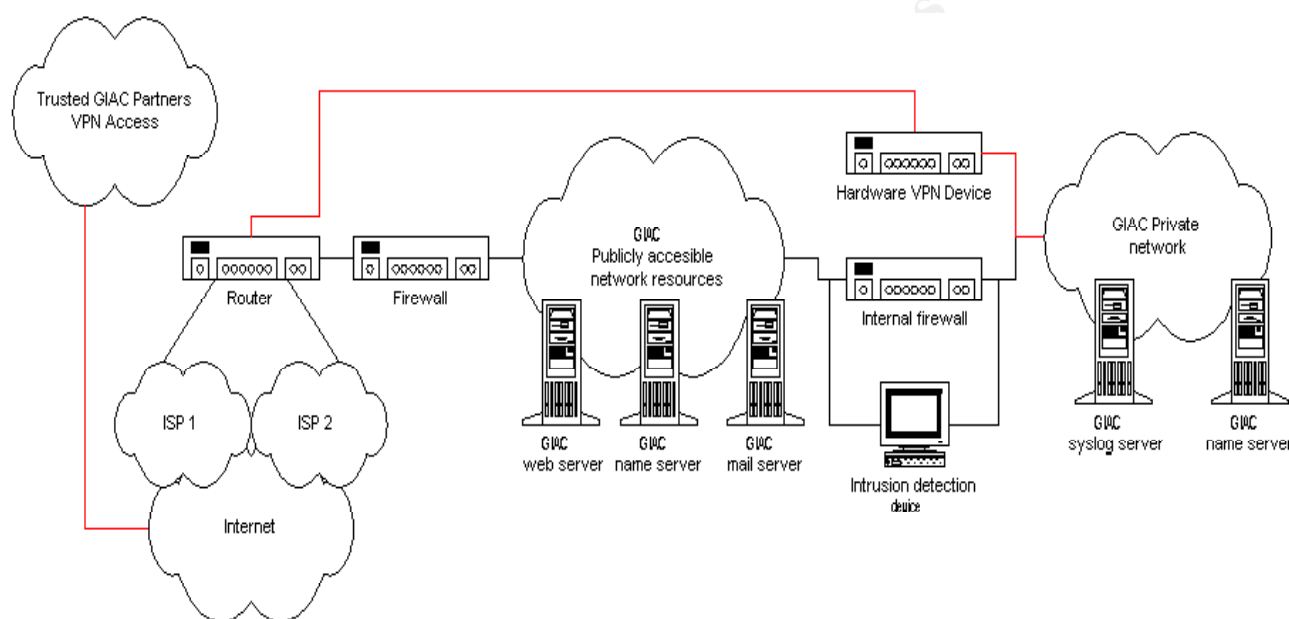 Trusted GIAC Partners
VPN Access
Hardware VPN Device
GIAC
Publicly accesible
network resources
GIAC Private
network
Router
Firewall
Internal firewall
ISP 1
ISP 2
GIAC
web server
GIAC
name server
GIAC
mail server
Intrusion detection
device
GIAC
syslog server
GIAC
name server
Internet